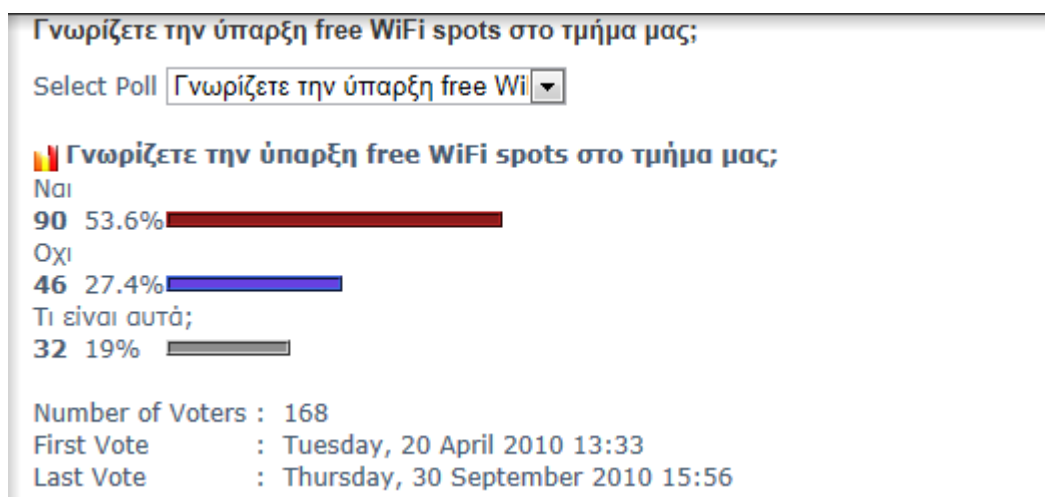 Γνωρίζετε την ύπαρξη free WiFi spots στο τμήμα μας;
Select Poll Γνωρίζετε την ύπαρξη free Wi
Γνωρίζετε την ύπαρξη free WiFi spots στο τμήμα μας;
Ναι
90 53.6%
Οχι
46 27.4%
Τι είναι αυτά;
32 19%
Number of Voters : 168
First Vote : Tuesday, 20 April 2010 13:33
Last Vote : Thursday, 30 September 2010 15:56